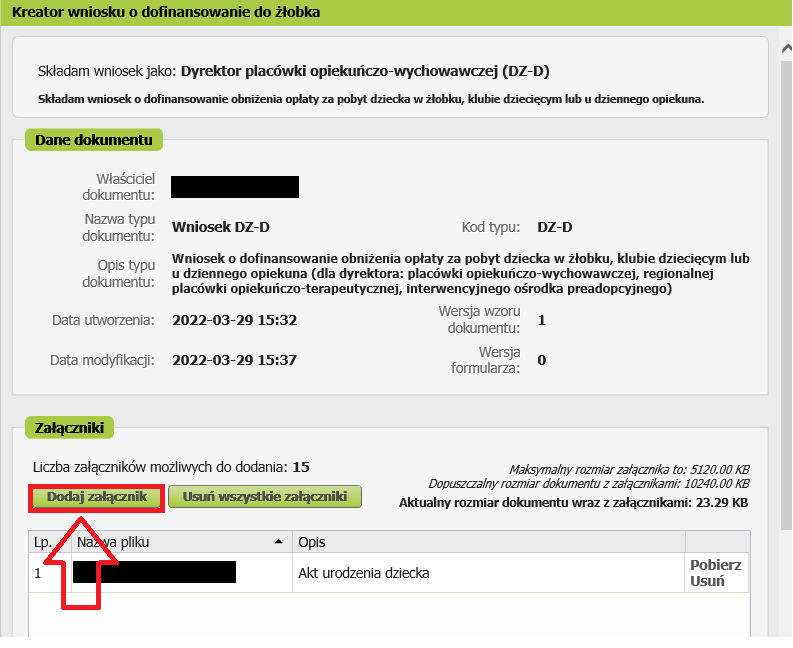 Kreator wniosku o dofinansowanie do żłobka
Składam wniosek jako: Dyrektor placówki opiekuńczo-wychowawczej (DZ-D)
Składam wniosek o dofinansowanie obniżenia opłaty za pobyt dziecka w żłobku, klubie dziecięcym lub u dziennego opiekuna.
Dane dokumentu
Właściciel
dokumentu:
Nazwa typu
dokumentu:
Wniosek DZ-D
Kod typu: DZ-D
Opis typu
dokumentu:
Wniosek o dofinansowanie obniżenia opłaty za pobyt dziecka w żłobku, klubie dziecięcym lub
u dziennego opiekuna (dla dyrektora: placówki opiekuńczo-wychowawczej, regionalnej
placówki opiekuńczo-terapeutycznej, interwencyjnego ośrodka preadopcyjnego)
Data utworzenia: 2022-03-29 15:32
Wersja wzoru
dokumentu:
1
Data modyfikacji: 2022-03-29 15:37
Wersja
formularza:
0
Załączniki
Liczba załączników możliwych do dodania: 15
Maksymalny rozmiar załącznika to: 5120.00 KB
Dopuszczalny rozmiar dokumentu z załącznikami: 10240.00 KB
Aktualny rozmiar dokumentu wraz z załącznikami: 23.29 KB
Dodaj załącznik Usuń wszystkie załączniki
Lp. Nazwa pliku Opis
1 Akt urodzenia dziecka
Pobierz
Usuń